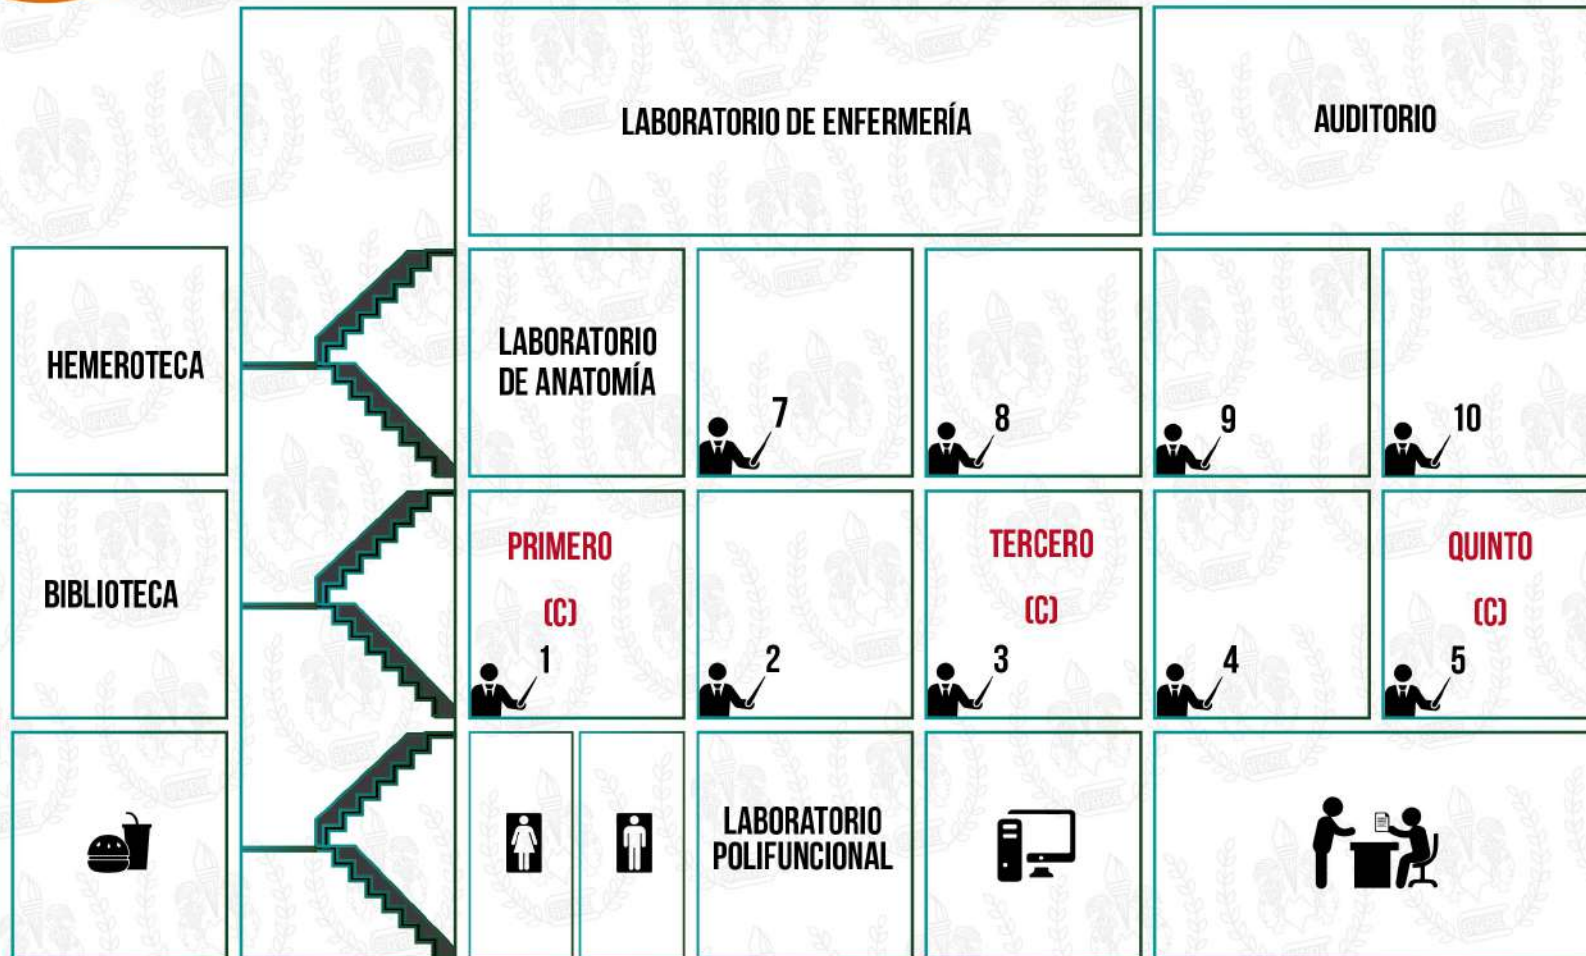 LABORATORIO DE ENFERMERÍA
AUDITORIO
HEMEROTECA
LABORATORIO
DE ANATOMÍA
7
8
9
10
BIBLIOTECA
PRIMERO
(C)
1
2
TERCERO
(C)
3
4
QUINTO
(C)
5
LABORATORIO
POLIFUNCIONAL